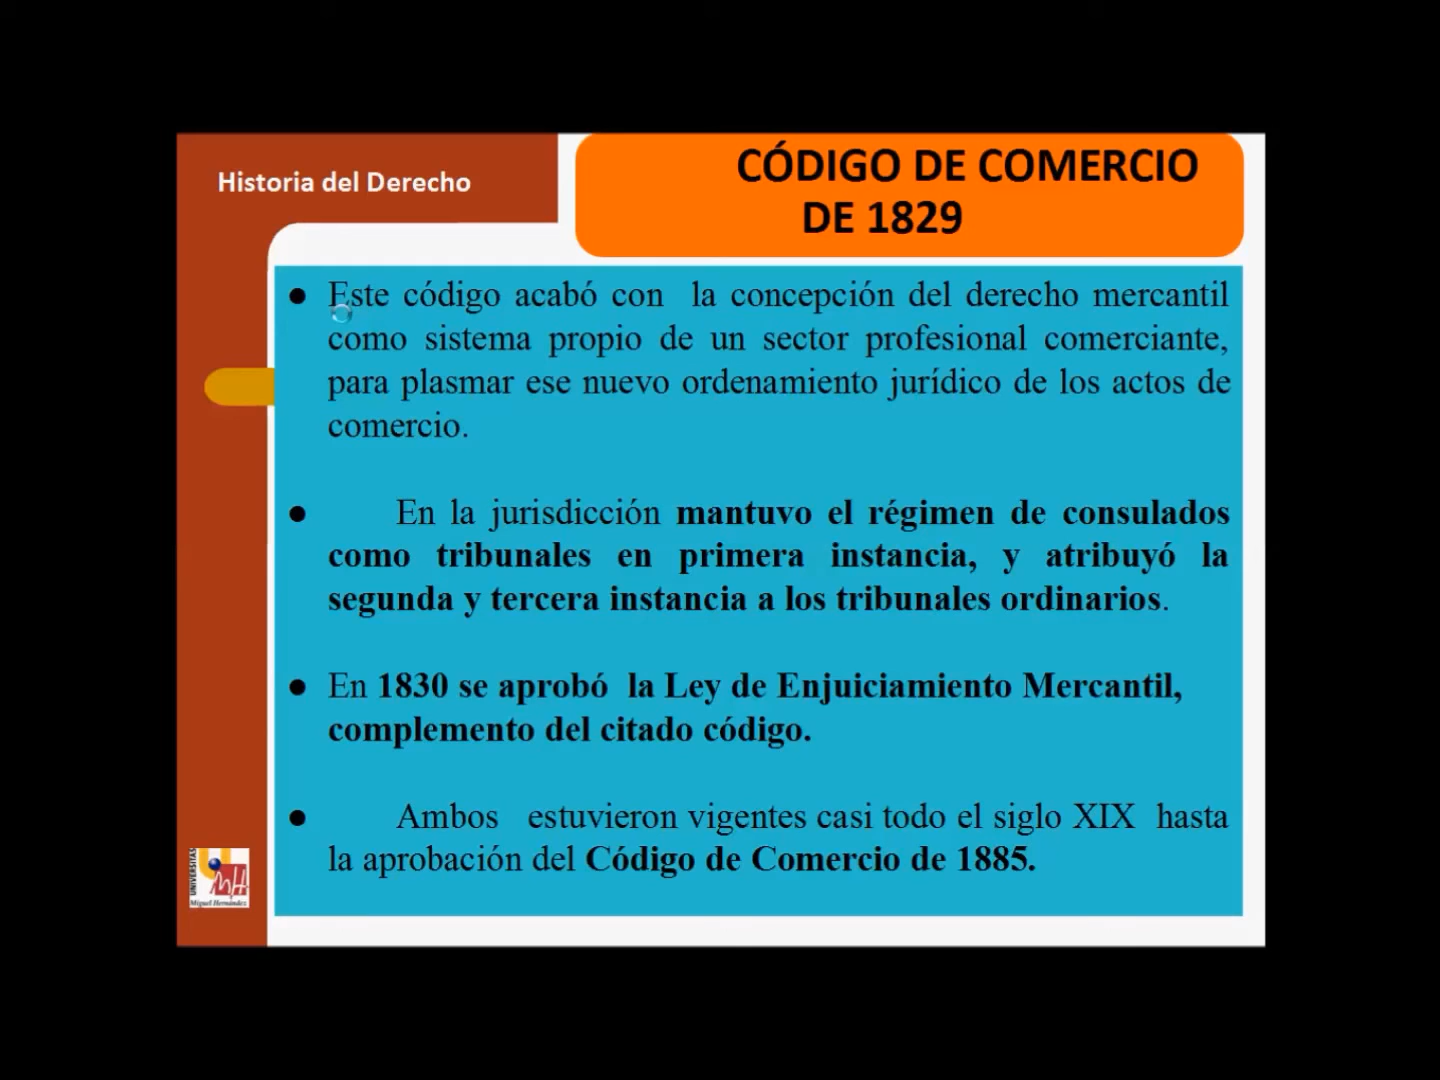 Historia del Derecho
CÓDIGO DE COMERCIO
DE 1829
● Este código acabó con la concepción del derecho mercantil
como sistema propio de un sector profesional comerciante,
para plasmar ese nuevo ordenamiento jurídico de los actos de
comercio.
● En la jurisdicción mantuvo el régimen de consulados
como tribunales en primera instancia, y atribuyó la
segunda y tercera instancia a los tribunales ordinarios.
● En 1830 se aprobó la Ley de Enjuiciamiento Mercantil,
complemento del citado código.
● Ambos estuvieron vigentes casi todo el siglo XIX hasta
la aprobación del Código de Comercio de 1885.
UNIVERSITAS
Miguel Hernández